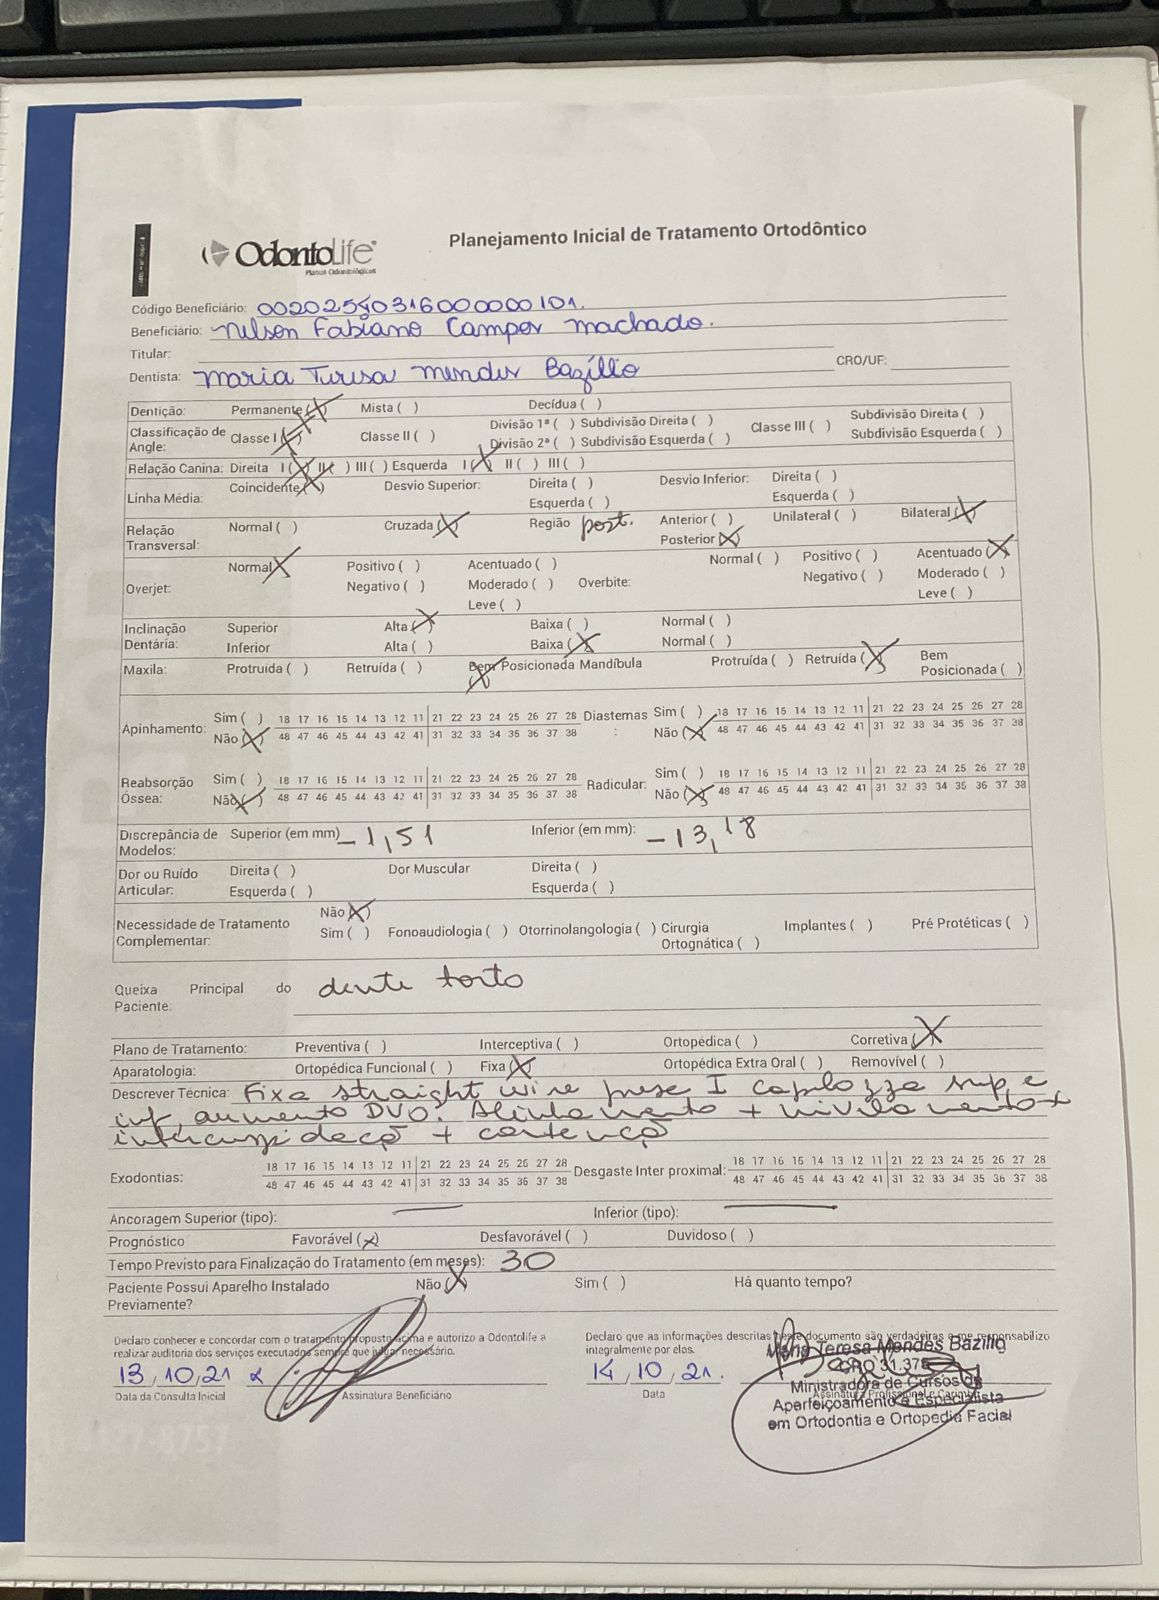 OdontoLife
Planos Odontológicos
Planejamento Inicial de Tratamento Ortodôntico
Código Beneficiário: 00202540316000000101.
Beneficiário: Nelson Fabiano Campos Machado.
Titular:
Dentista: Maria Teresa Mendes Bazíllio CRO/UF:
Dentição: Permanente (X) Mista ( ) Decídua ( )
Classificação de Angle: Classe I (X) Classe II ( ) Divisão 1ª ( ) Subdivisão Direita ( ) Classe III ( ) Subdivisão Direita ( )
Divisão 2ª ( ) Subdivisão Esquerda ( ) Subdivisão Esquerda ( )
Relação Canina: Direita I (X) II( ) III ( ) Esquerda I (X) II ( ) III ( )
Linha Média: Coincidente (X) Desvio Superior: Direita ( ) Desvio Inferior: Direita ( )
Esquerda ( ) Esquerda ( )
Relação Transversal: Normal ( ) Cruzada (X) Região post. Anterior ( ) Unilateral ( ) Bilateral (X)
Posterior (X)
Overjet: Normal (X) Positivo ( ) Acentuado ( ) Overbite: Normal ( ) Positivo ( ) Acentuado (X)
Negativo ( ) Moderado ( ) Negativo ( ) Moderado ( )
Leve ( ) Leve ( )
Inclinação Dentária: Superior Alta (X) Baixa ( ) Normal ( )
Inferior Alta ( ) Baixa (X) Normal ( )
Maxila: Protruida ( ) Retruída ( ) Bem Posicionada (X) Mandíbula Protruída ( ) Retruída (X) Bem Posicionada ( )
Apinhamento: Sim ( ) 18 17 16 15 14 13 12 11 21 22 23 24 25 26 27 28 Diastemas: Sim ( ) 18 17 16 15 14 13 12 11 21 22 23 24 25 26 27 28
Não (X) 48 47 46 45 44 43 42 41 31 32 33 34 35 36 37 38 Não (X) 48 47 46 45 44 43 42 41 31 32 33 34 35 36 37 38
Reabsorção Óssea: Sim ( ) 18 17 16 15 14 13 12 11 21 22 23 24 25 26 27 28 Radicular: Sim ( ) 18 17 16 15 14 13 12 11 21 22 23 24 25 26 27 28
Não (X) 48 47 46 45 44 43 42 41 31 32 33 34 35 36 37 38 Não (X) 48 47 46 45 44 43 42 41 31 32 33 34 35 36 37 38
Discrepância de Modelos: Superior (em mm) -1,51 Inferior (em mm): -13,18
Dor ou Ruído Articular: Direita ( ) Dor Muscular Direita ( )
Esquerda ( ) Esquerda ( )
Necessidade de Tratamento Complementar: Não (X)
Sim ( ) Fonoaudiologia ( ) Otorrinolangologia ( ) Cirurgia Ortognática ( ) Implantes ( ) Pré Protéticas ( )
Queixa Principal do Paciente: dente torto
Plano de Tratamento: Preventiva ( ) Interceptiva ( ) Ortopédica ( ) Corretiva (X)
Aparatologia: Ortopédica Funcional ( ) Fixa (X) Ortopédica Extra Oral ( ) Removível ( )
Descrever Técnica: Fixa straight wire presc I capelozza sup e
inf, aumento DVO. Alinhamento + nivelamento +
intercuspidação + contenção
Exodontias: 18 17 16 15 14 13 12 11 21 22 23 24 25 26 27 28 Desgaste Inter proximal: 18 17 16 15 14 13 12 11 21 22 23 24 25 26 27 28
48 47 46 45 44 43 42 41 31 32 33 34 35 36 37 38 48 47 46 45 44 43 42 41 31 32 33 34 35 36 37 38
Ancoragem Superior (tipo): Inferior (tipo):
Prognóstico Favorável (X) Desfavorável ( ) Duvidoso ( )
Tempo Previsto para Finalização do Tratamento (em meses): 30
Paciente Possui Aparelho Instalado Previamente? Não (X) Sim ( ) Há quanto tempo?
Declaro conhecer e concordar com o tratamento proposto acima e autorizo a Odontolife a
realizar auditoria dos serviços executados sempre que julgar necessário.
13,10,21
Data da Consulta Inicial Assinatura Beneficiário
Declaro que as informações descritas neste documento são verdadeiras e me responsabilizo
integralmente por elas.
14,10,21.
Data
Maria Teresa Mendes Bazillo
CRO 31.378
Ministradora de Cursos de
Aperfeiçoamento e Especialista
em Ortodontia e Ortopedia Facial